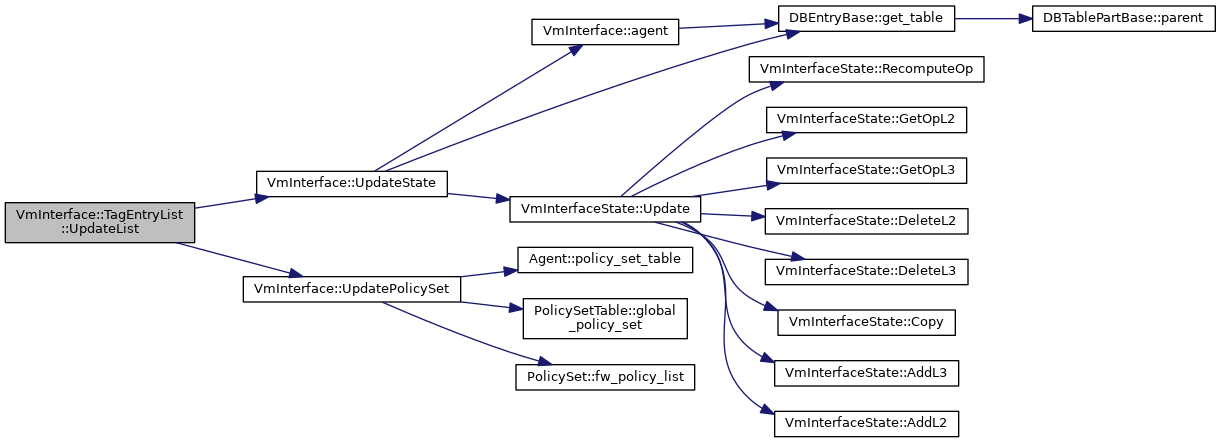 VmInterface::TagEntryList
::UpdateList
VmInterface::UpdateState
VmInterface::UpdatePolicySet
VmInterface::agent
VmInterfaceState::Update
Agent::policy_set_table
PolicySetTable::global
_policy_set
PolicySet::fw_policy_list
DBEntryBase::get_table
VmInterfaceState::RecomputeOp
VmInterfaceState::GetOpL2
VmInterfaceState::GetOpL3
VmInterfaceState::DeleteL2
VmInterfaceState::DeleteL3
VmInterfaceState::Copy
VmInterfaceState::AddL3
VmInterfaceState::AddL2
DBTablePartBase::parent